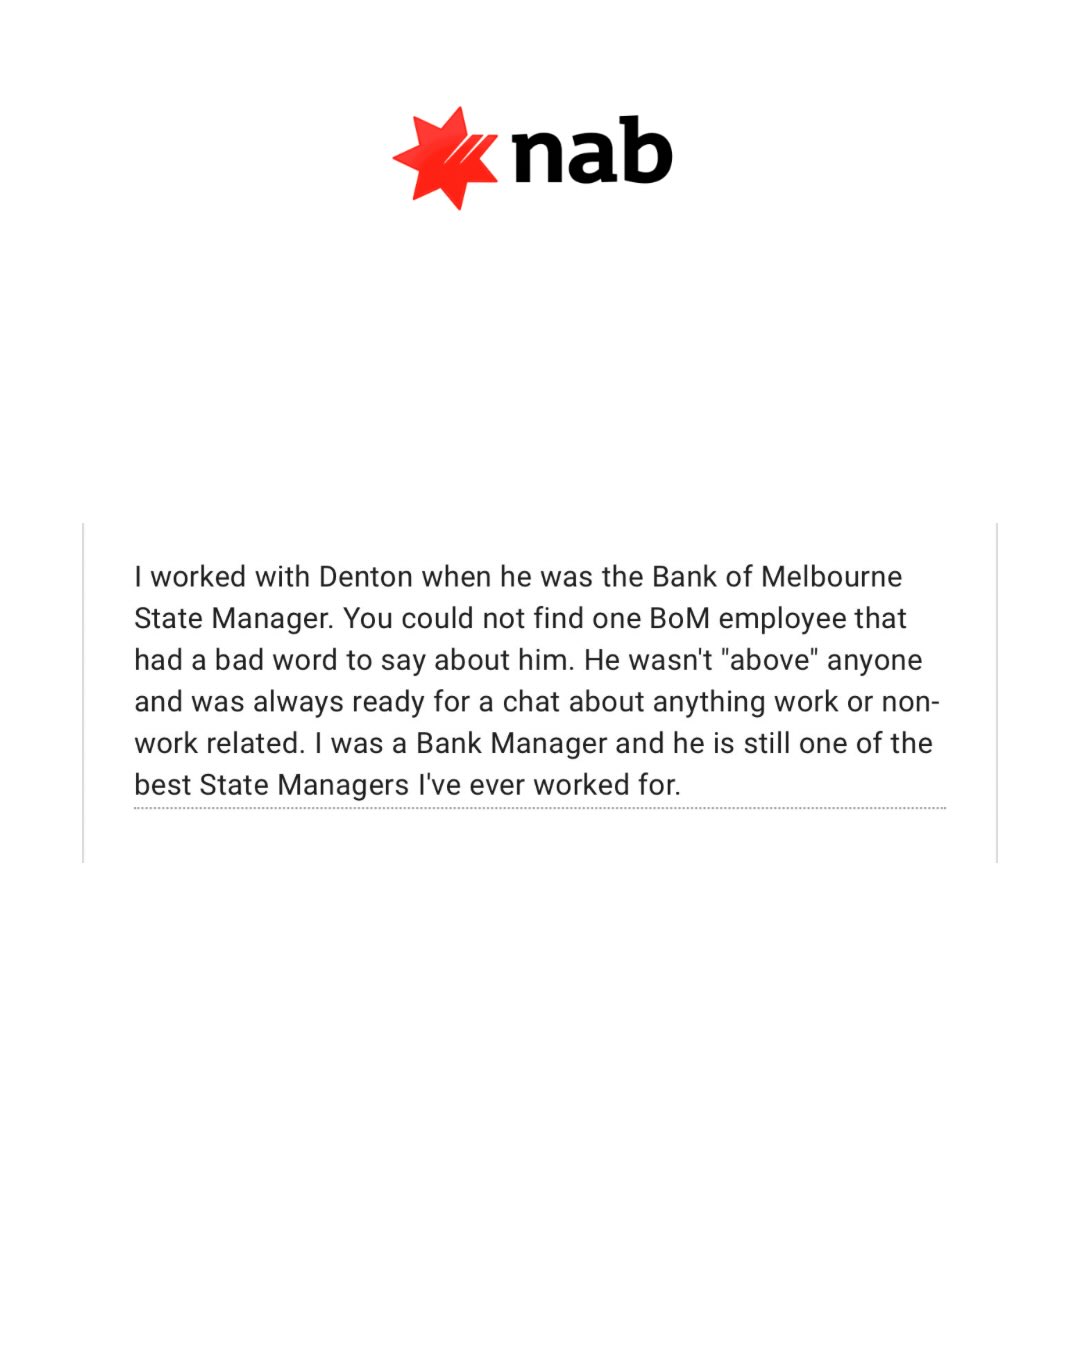 nab
I worked with Denton when he was the Bank of Melbourne
State Manager. You could not find one BoM employee that
had a bad word to say about him. He wasn't "above" anyone
and was always ready for a chat about anything work or non-
work related. I was a Bank Manager and he is still one of the
best State Managers I've ever worked for.